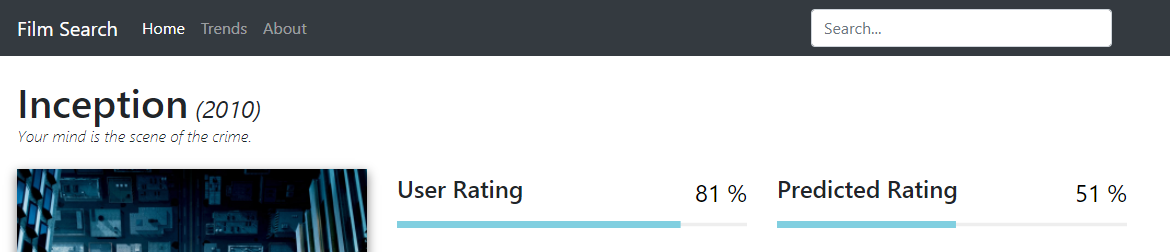 Film Search Home Trends About Search...
Inception (2010)
Your mind is the scene of the crime.
User Rating 81 % Predicted Rating 51 %